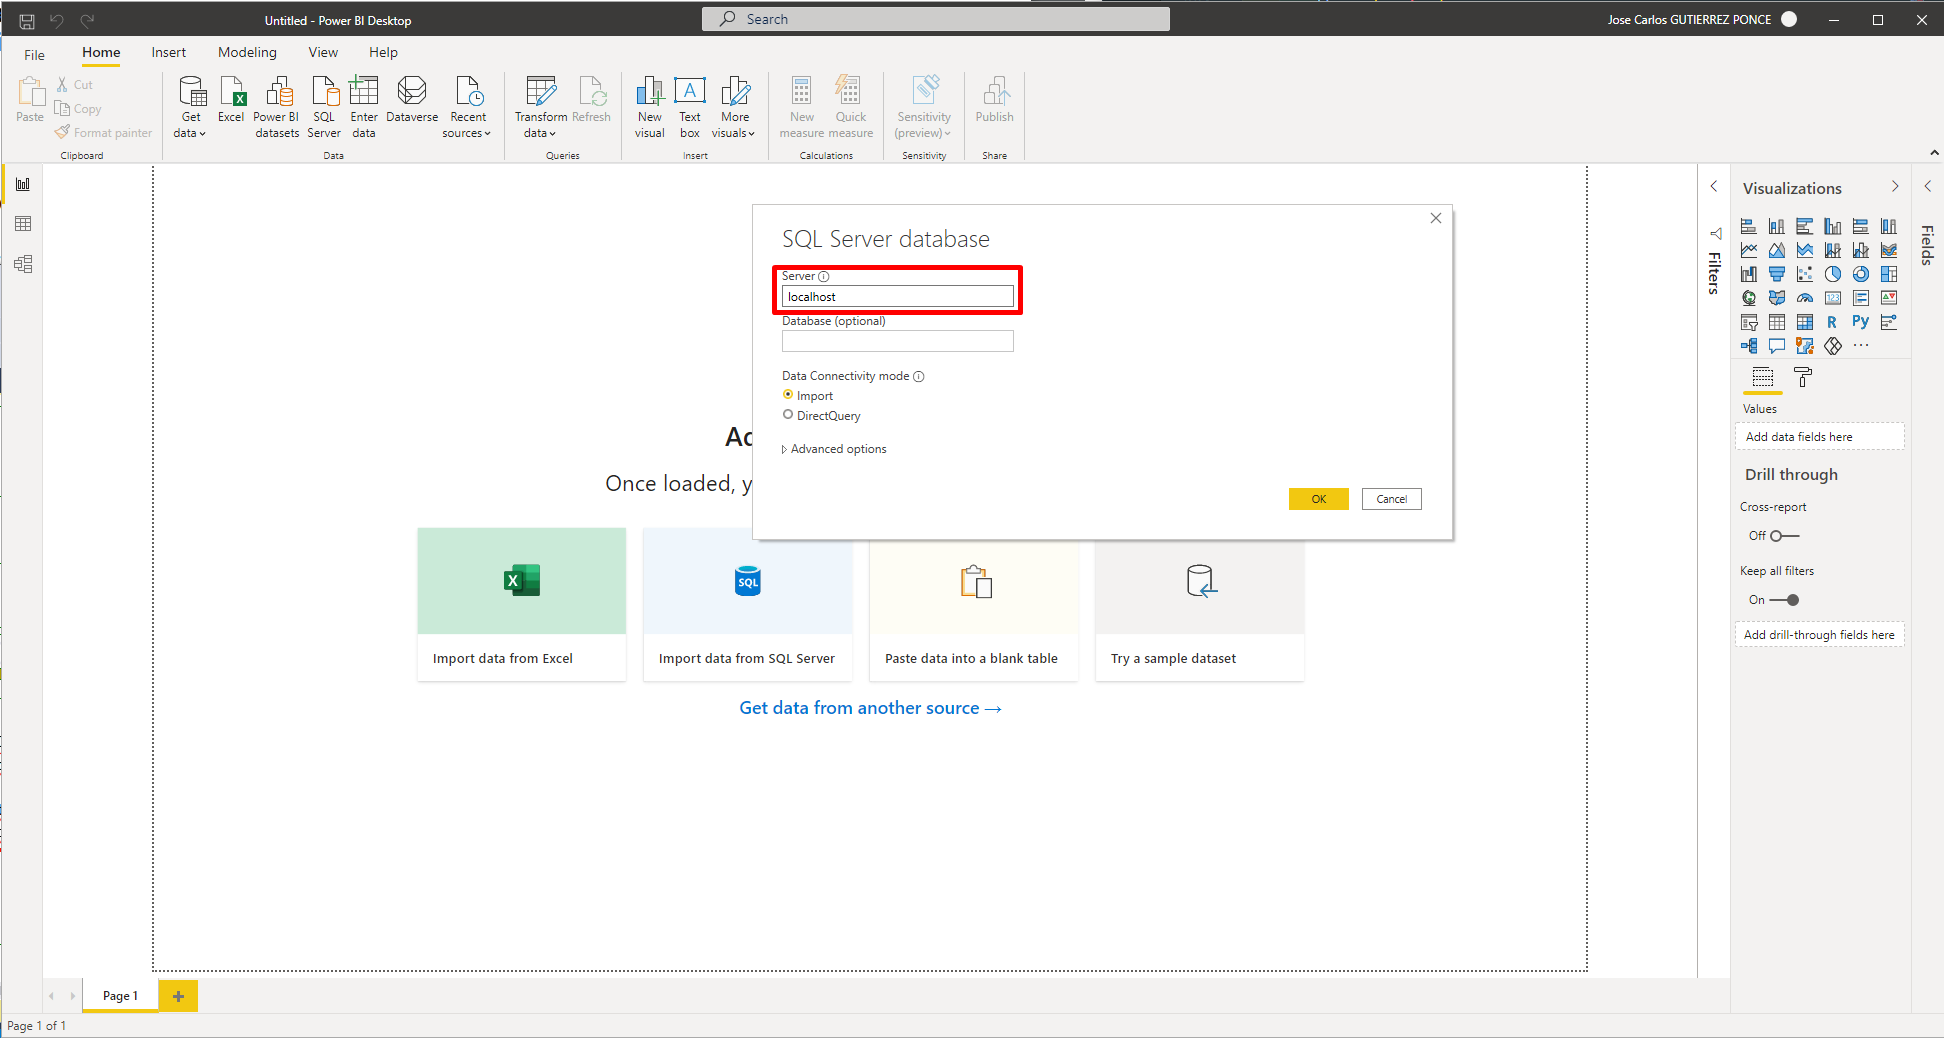 Untitled - Power BI Desktop
Search
Jose Carlos GUTIERREZ PONCE
File
Home
Insert
Modeling
View
Help
Paste
Cut
Copy
Format painter
Clipboard
Get data
Excel
Power BI datasets
SQL Server
Enter data
Dataverse
Recent sources
Data
Transform data
Refresh
Queries
New visual
Text box
More visuals
Insert
New measure
Quick measure
Calculations
Sensitivity (preview)
Sensitivity
Publish
Share
SQL Server database
Server
localhost
Database (optional)
Data Connectivity mode
Import
DirectQuery
Advanced options
OK
Cancel
Ad
Once loaded, y
X
Import data from Excel
SQL
Import data from SQL Server
Paste data into a blank table
Try a sample dataset
Get data from another source →
Filters
Visualizations
123
R
Py
...
Values
Add data fields here
Drill through
Cross-report
Off
Keep all filters
On
Add drill-through fields here
Fields
Page 1
Page 1 of 1